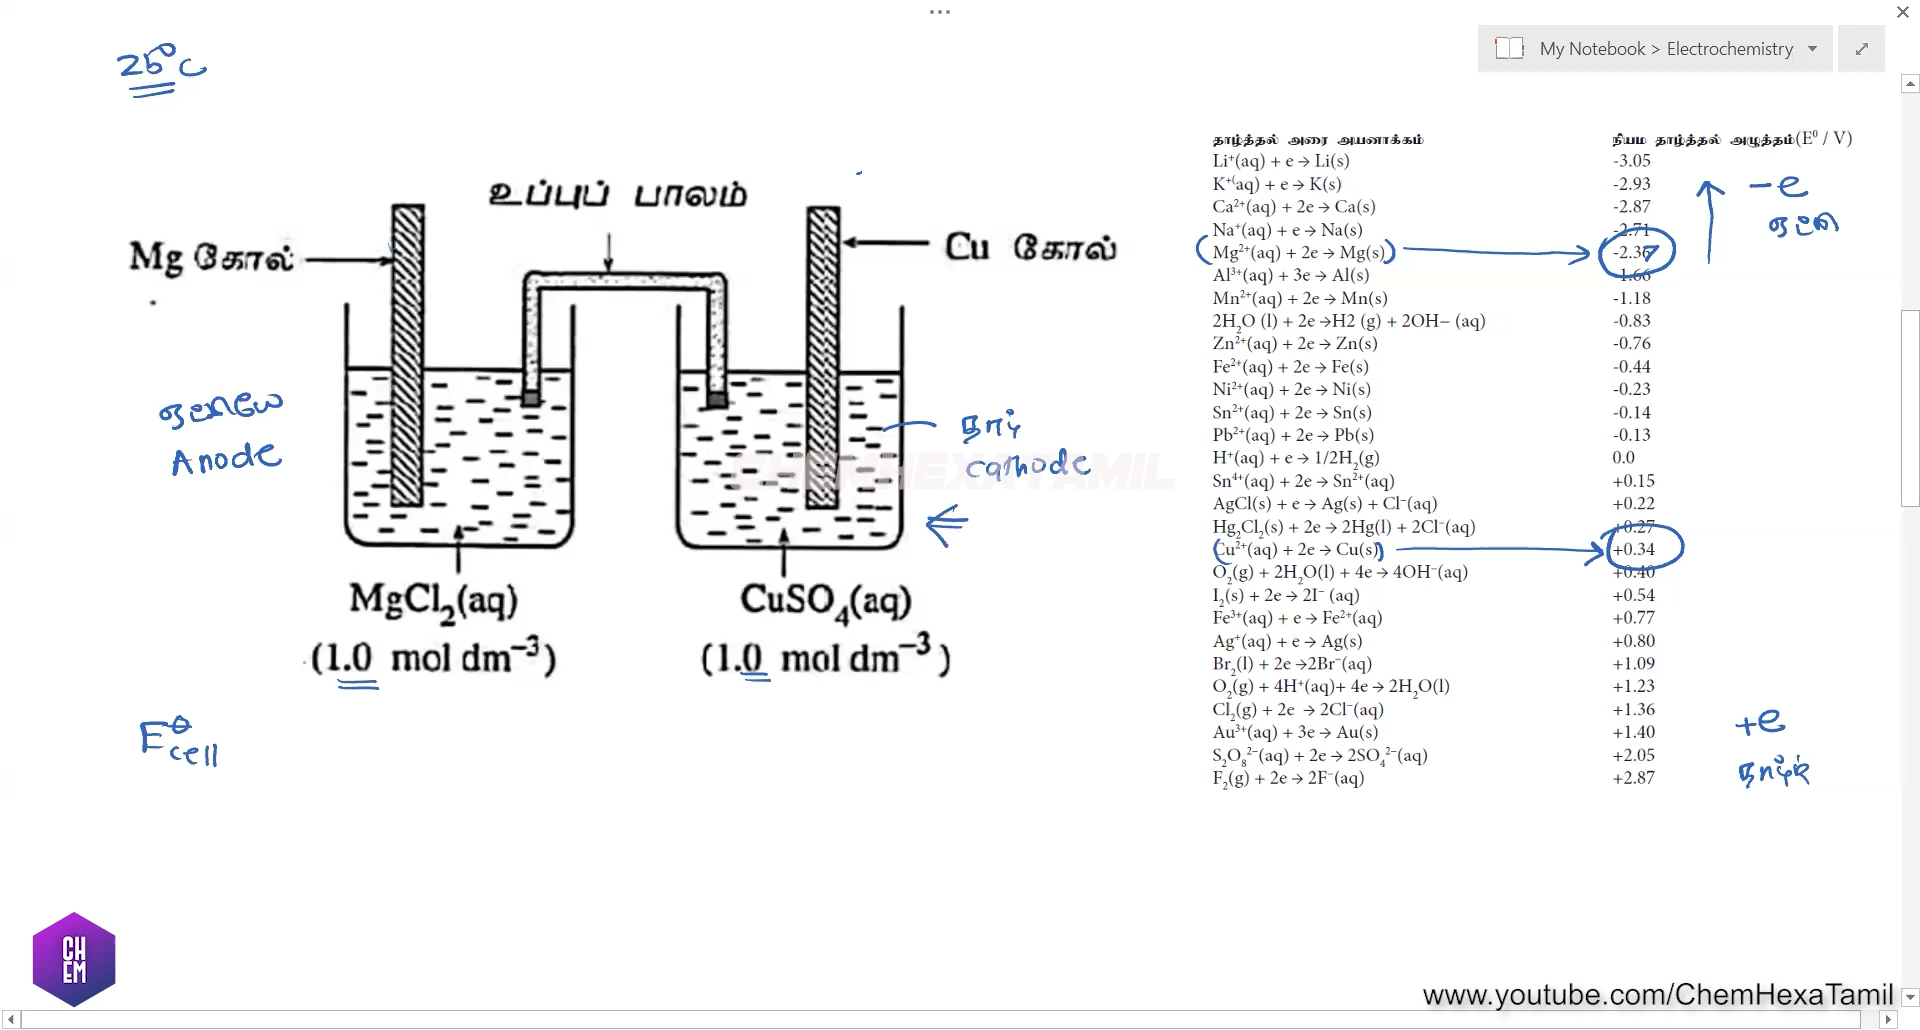 My Notebook > Electrochemistry
25°C
உப்புப் பாலம்
Mg கோல்
Cu கோல்
Anode
cathode
CHEMHEXATAMIL
MgCl₂(aq)
(1.0 mol dm⁻³)
CuSO₄(aq)
(1.0 mol dm⁻³)
E⦵cell
தாழ்த்தல் அரை அயனாக்கம் நியம தாழ்த்தல் அழுத்தம்(E⁰ / V)
Li⁺(aq) + e → Li(s) -3.05
K⁺(aq) + e → K(s) -2.93
Ca²⁺(aq) + 2e → Ca(s) -2.87
Na⁺(aq) + e → Na(s) -2.71
Mg²⁺(aq) + 2e → Mg(s) -2.36
Al³⁺(aq) + 3e → Al(s) -1.66
Mn²⁺(aq) + 2e → Mn(s) -1.18
2H₂O (l) + 2e →H2 (g) + 2OH− (aq) -0.83
Zn²⁺(aq) + 2e → Zn(s) -0.76
Fe²⁺(aq) + 2e → Fe(s) -0.44
Ni²⁺(aq) + 2e → Ni(s) -0.23
Sn²⁺(aq) + 2e → Sn(s) -0.14
Pb²⁺(aq) + 2e → Pb(s) -0.13
H⁺(aq) + e → 1/2H₂(g) 0.0
Sn⁴⁺(aq) + 2e → Sn²⁺(aq) +0.15
AgCl(s) + e → Ag(s) + Cl⁻(aq) +0.22
Hg₂Cl₂(s) + 2e → 2Hg(l) + 2Cl⁻(aq) +0.27
Cu²⁺(aq) + 2e → Cu(s) +0.34
O₂(g) + 2H₂O(l) + 4e → 4OH⁻(aq) +0.40
I₂(s) + 2e → 2I⁻ (aq) +0.54
Fe³⁺(aq) + e → Fe²⁺(aq) +0.77
Ag⁺(aq) + e → Ag(s) +0.80
Br₂(l) + 2e →2Br⁻(aq) +1.09
O₂(g) + 4H⁺(aq)+ 4e → 2H₂O(l) +1.23
Cl₂(g) + 2e → 2Cl⁻(aq) +1.36
Au³⁺(aq) + 3e → Au(s) +1.40
S₂O₈²⁻(aq) + 2e → 2SO₄²⁻(aq) +2.05
F₂(g) + 2e → 2F⁻(aq) +2.87
-e
+e
CH
EM
www.youtube.com/ChemHexaTamil